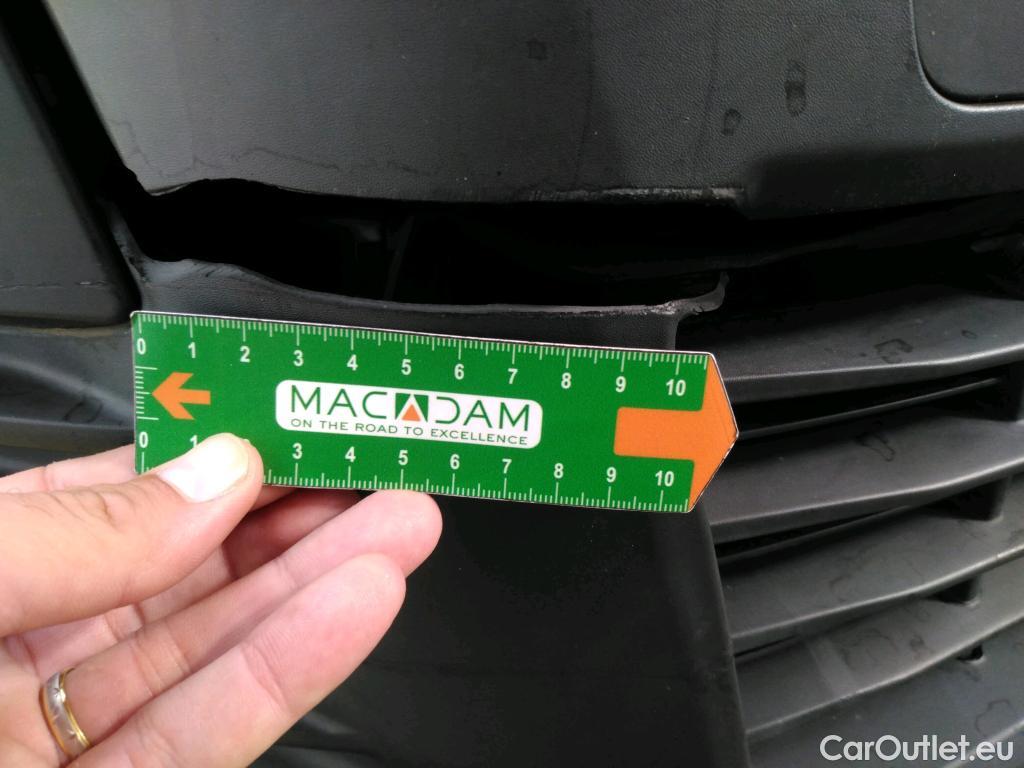 0 1 2 3 4 5 6 7 8 9 10
MACADAM
ON THE ROAD TO EXCELLENCE
0 1 3 4 5 6 7 8 9 10
CarOutlet.eu